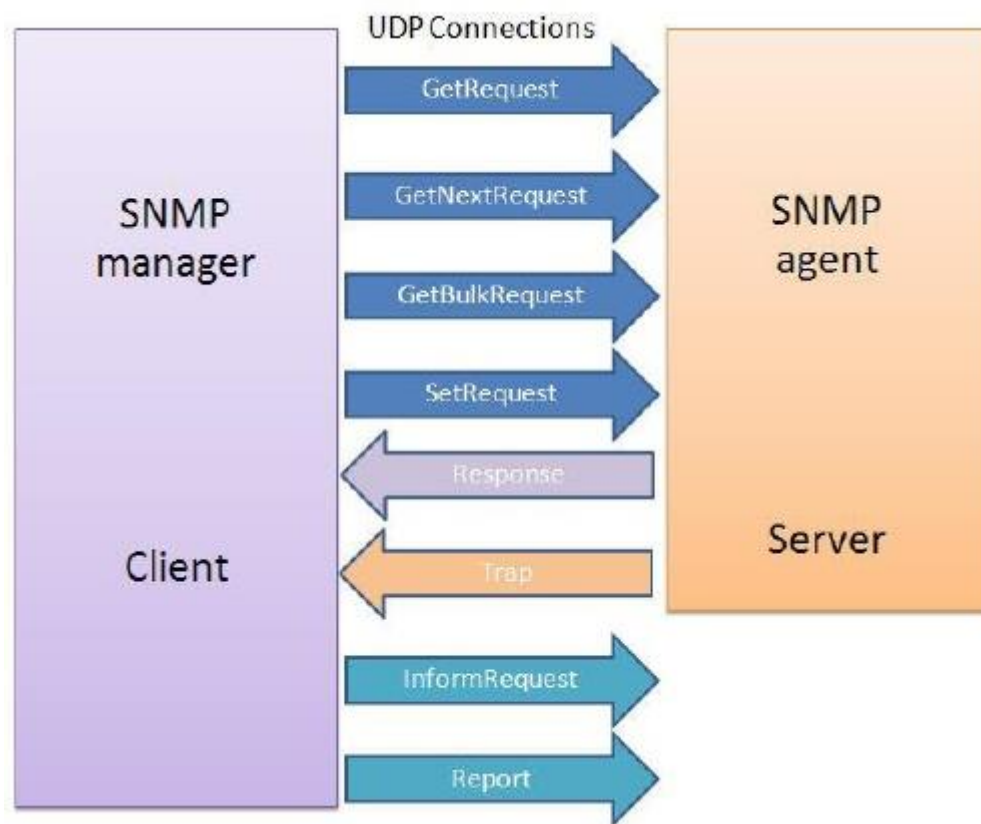 UDP Connections
GetRequest
GetNextRequest
GetBulkRequest
SetRequest
Response
Trap
InformRequest
Report
SNMP
manager
Client
SNMP
agent
Server